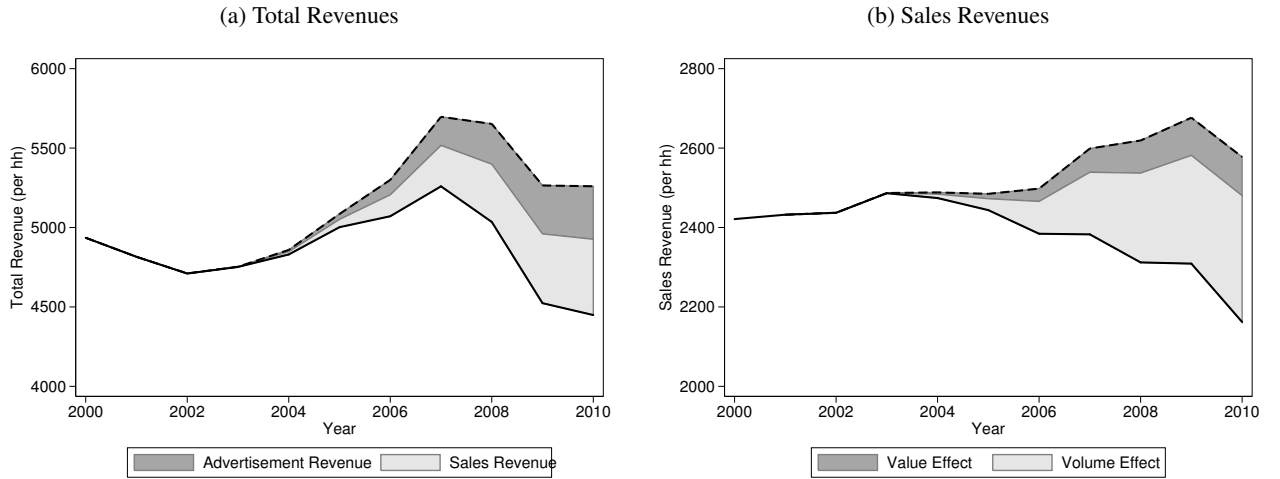 (a) Total Revenues
Total Revenue (per hh)
6000
5500
5000
4500
4000
2000 2002 2004 2006 2008 2010
Year
Advertisement Revenue Sales Revenue
(b) Sales Revenues
Sales Revenue (per hh)
2800
2600
2400
2200
2000
2000 2002 2004 2006 2008 2010
Year
Value Effect Volume Effect